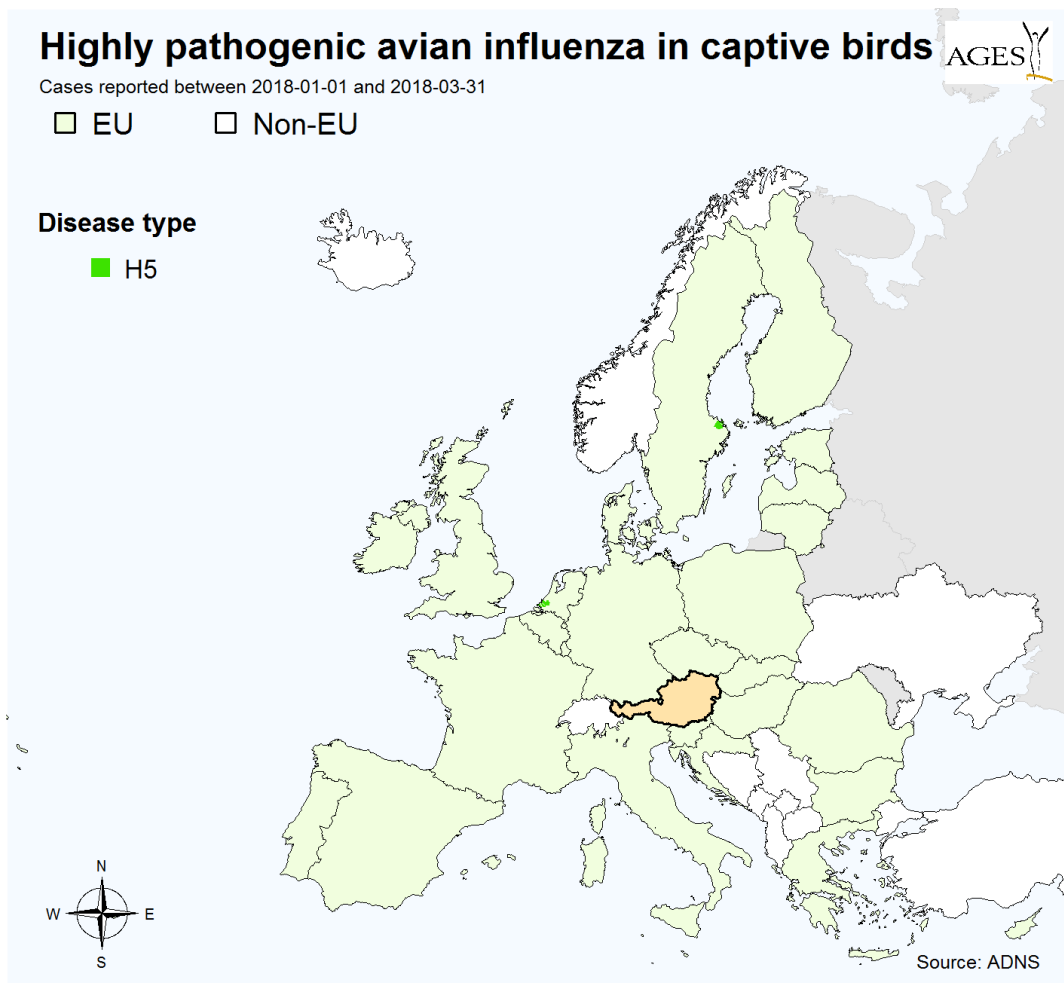 Highly pathogenic avian influenza in captive birds
AGES
Cases reported between 2018-01-01 and 2018-03-31
EU
Non-EU
Disease type
H5
N
W
E
S
Source: ADNS